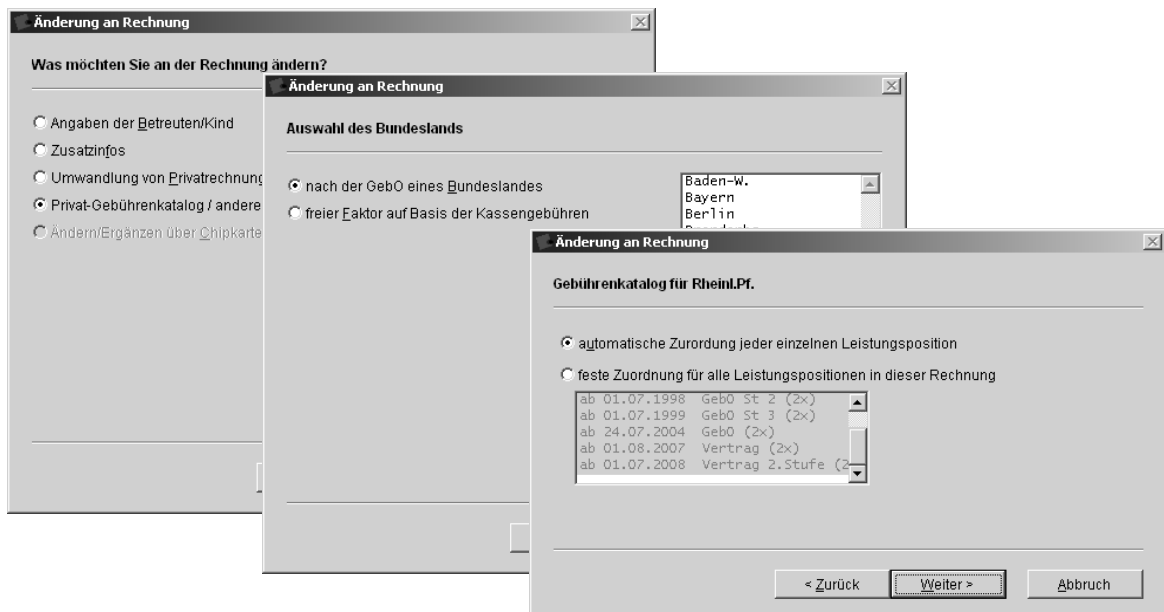 Änderung an Rechnung
Was möchten Sie an der Rechnung ändern?
Angaben der Betreuten/Kind
Zusatzinfos
Umwandlung von Privatrechnung
Privat-Gebührenkatalog / andere
Ändern/Ergänzen über Chipkarte
Änderung an Rechnung
Auswahl des Bundeslands
nach der GebO eines Bundeslandes
freier Faktor auf Basis der Kassengebühren
Baden-W.
Bayern
Berlin
Änderung an Rechnung
Gebührenkatalog für Rheinl.Pf.
automatische Zurordung jeder einzelnen Leistungsposition
feste Zuordnung für alle Leistungspositionen in dieser Rechnung
ab 01.07.1998 GebO St 2 (2x)
ab 01.07.1999 GebO St 3 (2x)
ab 24.07.2004 GebO (2x)
ab 01.08.2007 Vertrag (2x)
ab 01.07.2008 Vertrag 2.Stufe (2
< Zurück
Weiter >
Abbruch